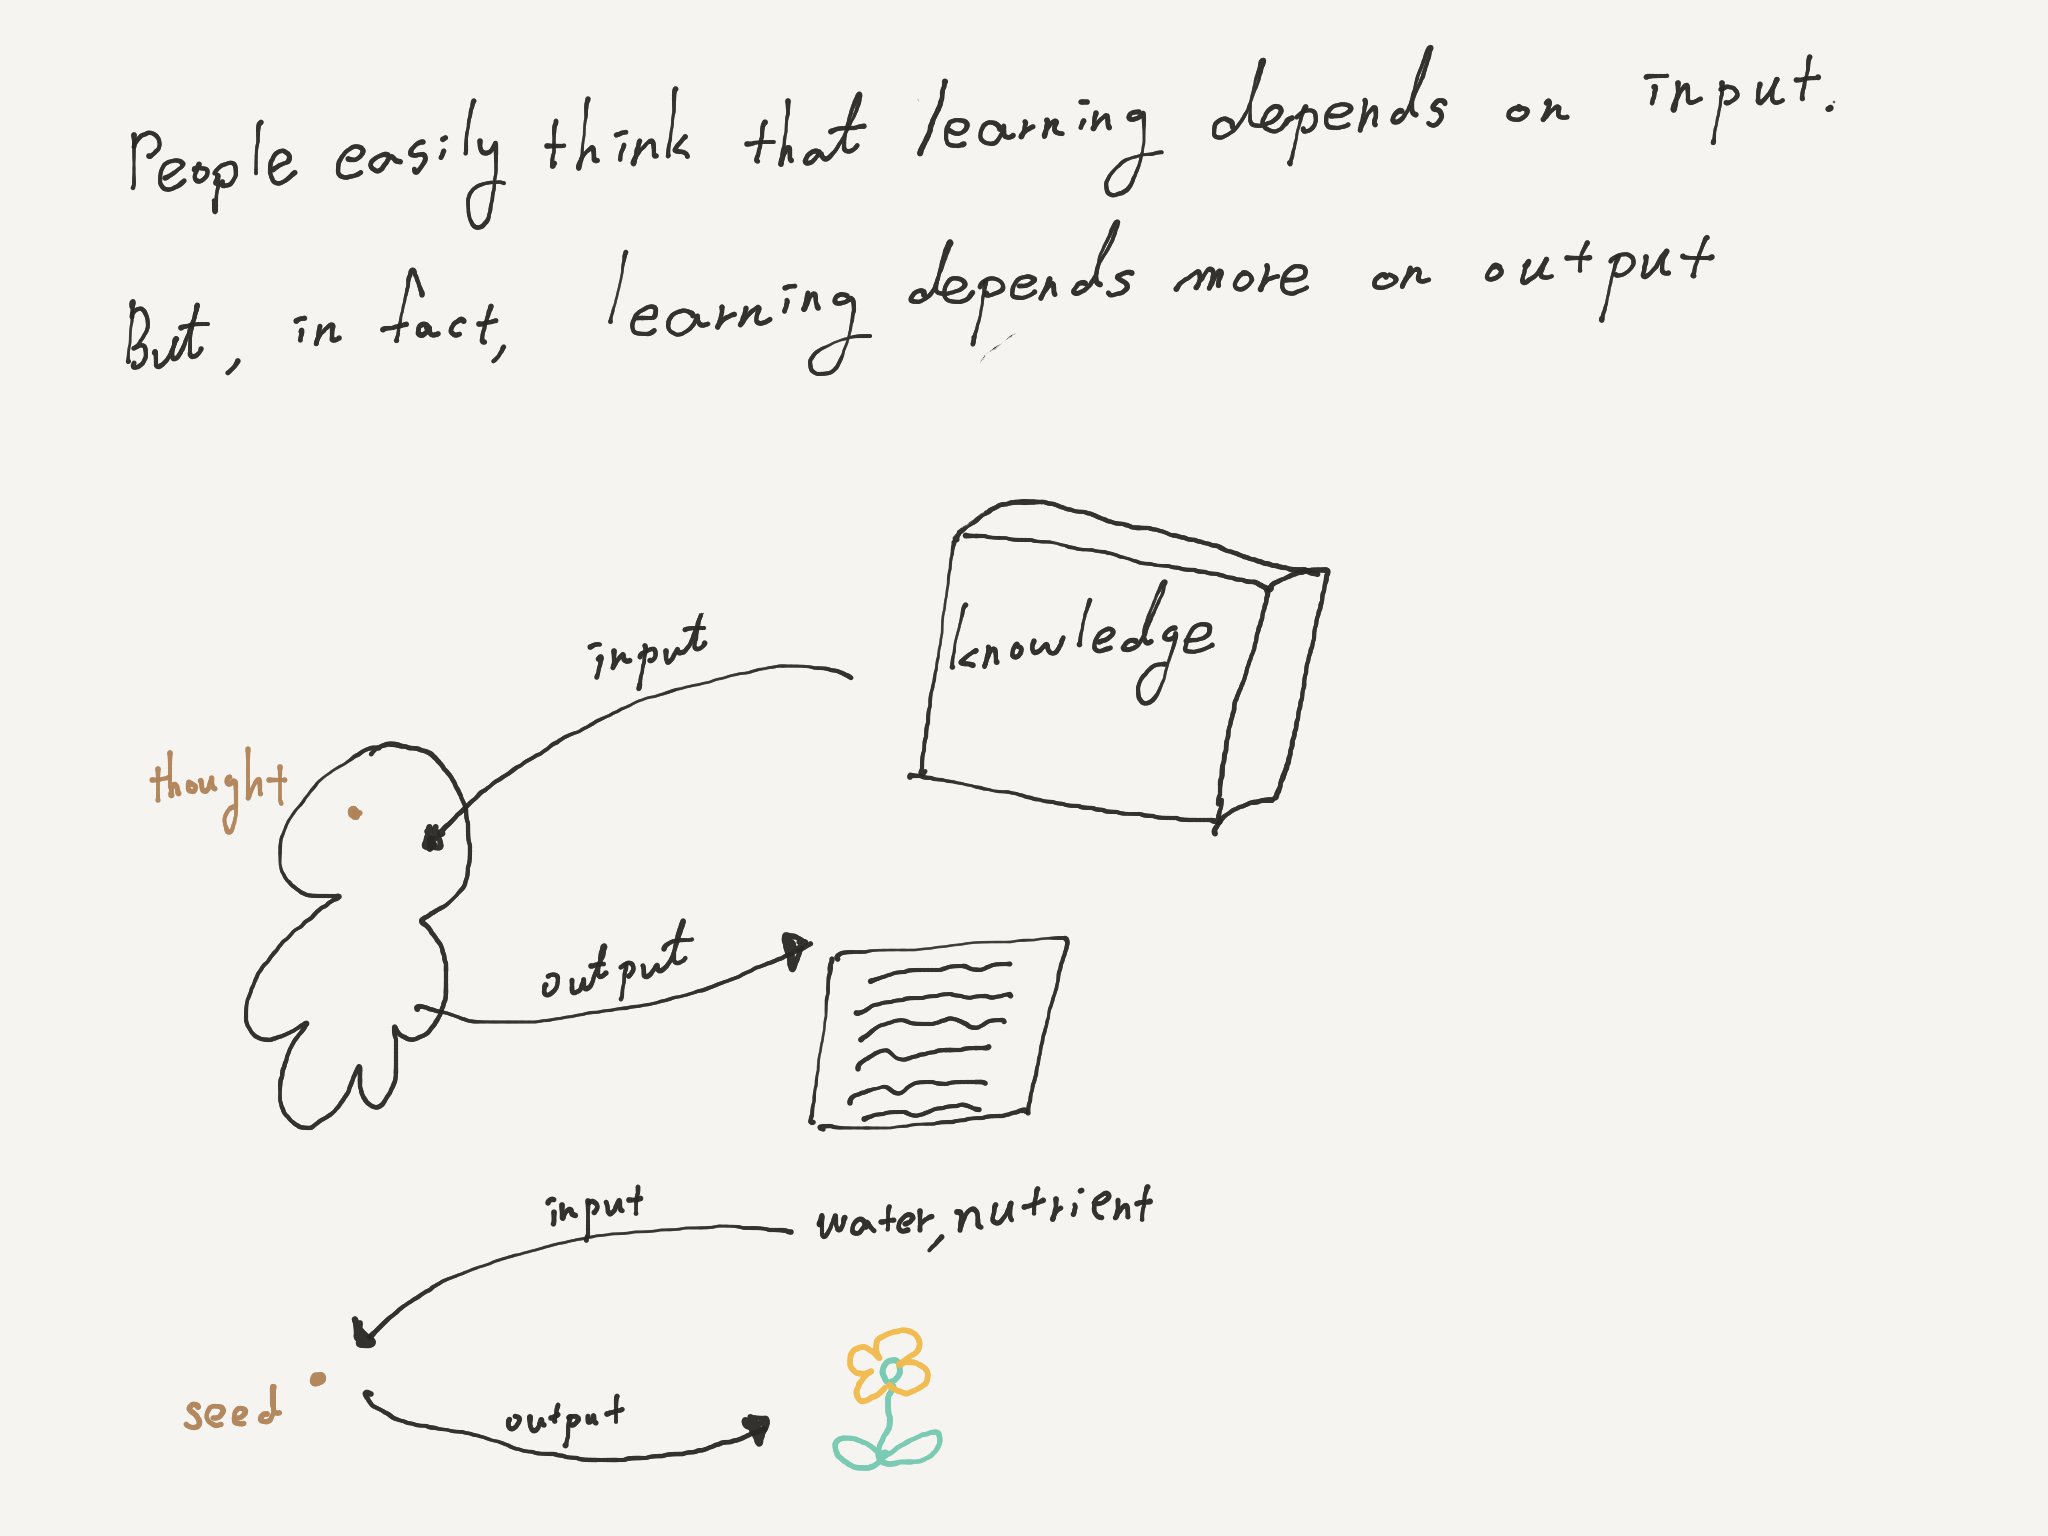 People easily think that learning depends on input.
But, in fact, learning depends more on output
knowledge
input
thought
output
input
water, nutrient
seed
output